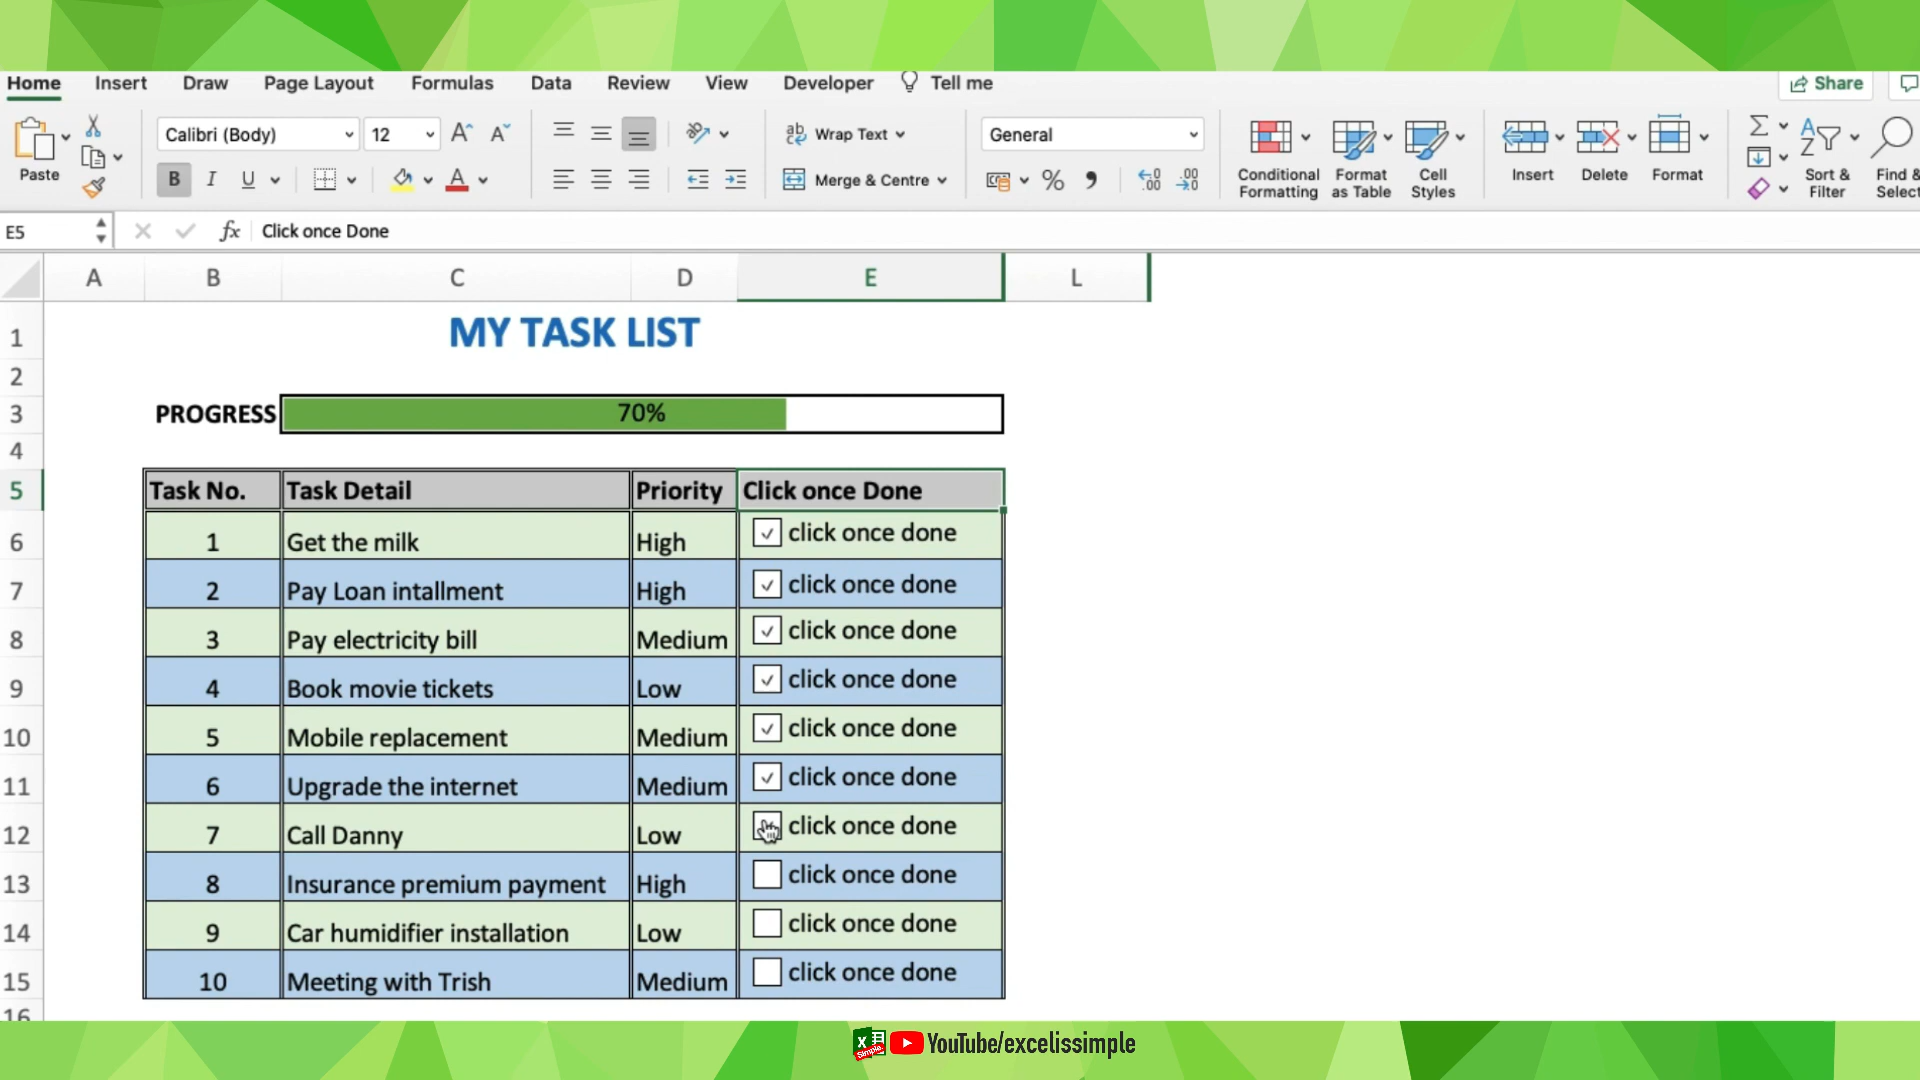 Home Insert Draw Page Layout Formulas Data Review View Developer Tell me Share
Calibri (Body) 12 Wrap Text General
Paste B I U Merge & Centre % Conditional Formatting Format as Table Cell Styles Insert Delete Format Sort & Filter Find & Select
E5 fx Click once Done
A B C D E L
1 MY TASK LIST
2
3 PROGRESS 70%
4
5 Task No. Task Detail Priority Click once Done
6 1 Get the milk High click once done
7 2 Pay Loan intallment High click once done
8 3 Pay electricity bill Medium click once done
9 4 Book movie tickets Low click once done
10 5 Mobile replacement Medium click once done
11 6 Upgrade the internet Medium click once done
12 7 Call Danny Low click once done
13 8 Insurance premium payment High click once done
14 9 Car humidifier installation Low click once done
15 10 Meeting with Trish Medium click once done
16
X Simple YouTube/excelissimple